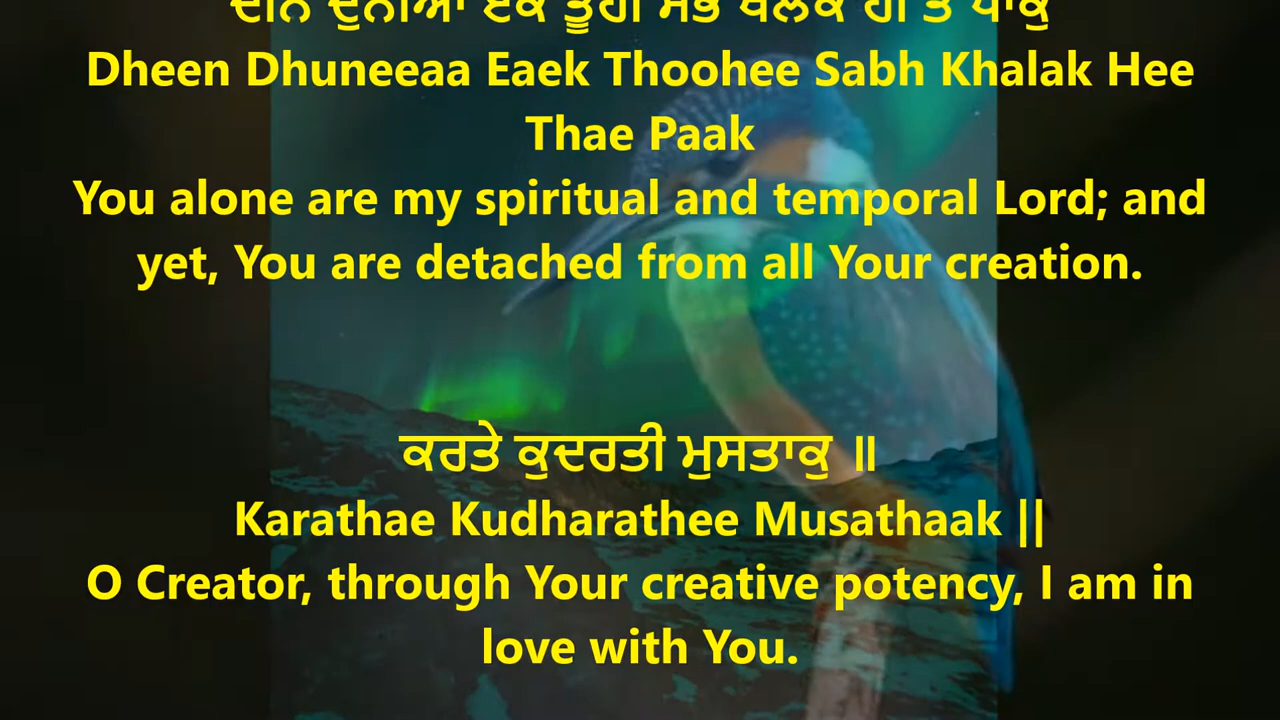 ਦੀਨ ਦੁਨੀਆ ਏਕ ਤੂਹੀ ਸਭ ਖਲਕ ਹੀ ਤੇ ਪਾਕੁ
Dheen Dhuneeaa Eaek Thoohee Sabh Khalak Hee
Thae Paak
You alone are my spiritual and temporal Lord; and
yet, You are detached from all Your creation.
ਕਰਤੇ ਕੁਦਰਤੀ ਮੁਸਤਾਕੁ ॥
Karathae Kudharathee Musathaak ||
O Creator, through Your creative potency, I am in
love with You.